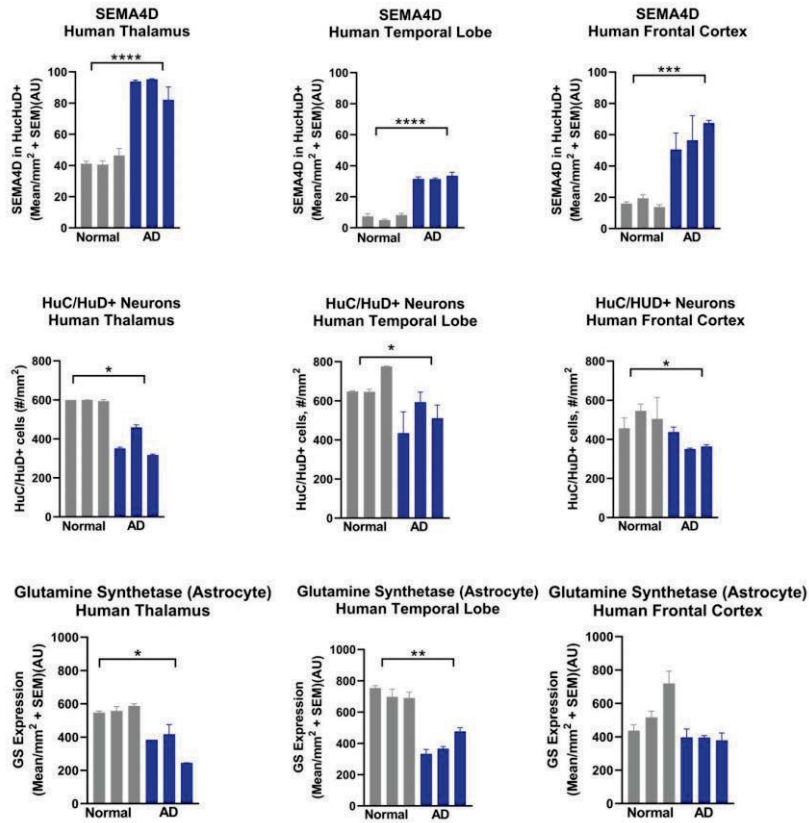 SEMA4D
Human Thalamus
SEMA4D in HucHuD+
(Mean/mm² + SEM)(AU)
100
80
60
40
20
0
****
Normal AD
SEMA4D
Human Temporal Lobe
SEMA4D in HucHuD+
(Mean/mm² + SEM)(AU)
100
80
60
40
20
0
****
Normal AD
SEMA4D
Human Frontal Cortex
SEMA4D in HucHuD+
(Mean/mm² + SEM)(AU)
100
80
60
40
20
0
***
Normal AD
HuC/HuD+ Neurons
Human Thalamus
HuC/HuD+ cells (#/mm²)
800
600
400
200
0
*
Normal AD
HuC/HuD+ Neurons
Human Temporal Lobe
HuC/HuD+ cells, #/mm²
800
600
400
200
0
*
Normal AD
HuC/HUD+ Neurons
Human Frontal Cortex
HuC/HuD+ cells, #/mm²
800
600
400
200
0
*
Normal AD
Glutamine Synthetase (Astrocyte)
Human Thalamus
GS Expression
(Mean/mm² + SEM)(AU)
1000
800
600
400
200
0
*
Normal AD
Glutamine Synthetase (Astrocyte)
Human Temporal Lobe
GS Expression
(Mean/mm² + SEM)(AU)
1000
800
600
400
200
0
**
Normal AD
Glutamine Synthetase (Astrocyte)
Human Frontal Cortex
GS Expression
(Mean/mm² + SEM)(AU)
1000
800
600
400
200
0
Normal AD